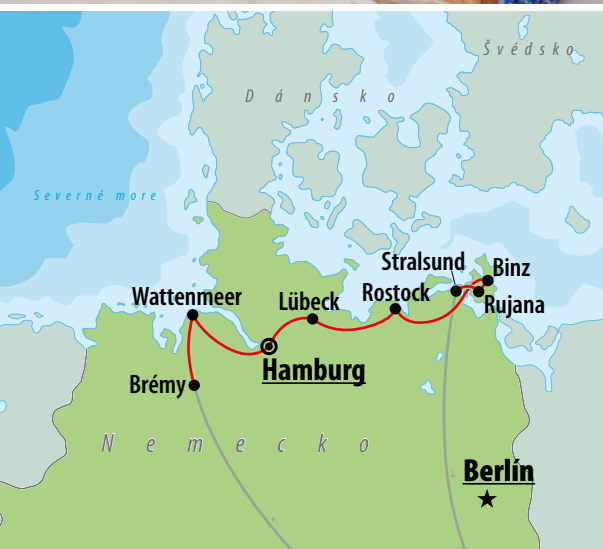 Švédsko
Dánsko
Severné more
Stralsund
Binz
Wattenmeer
Lübeck
Rostock
Rujana
Hamburg
Brémy
Nemecko
Berlín